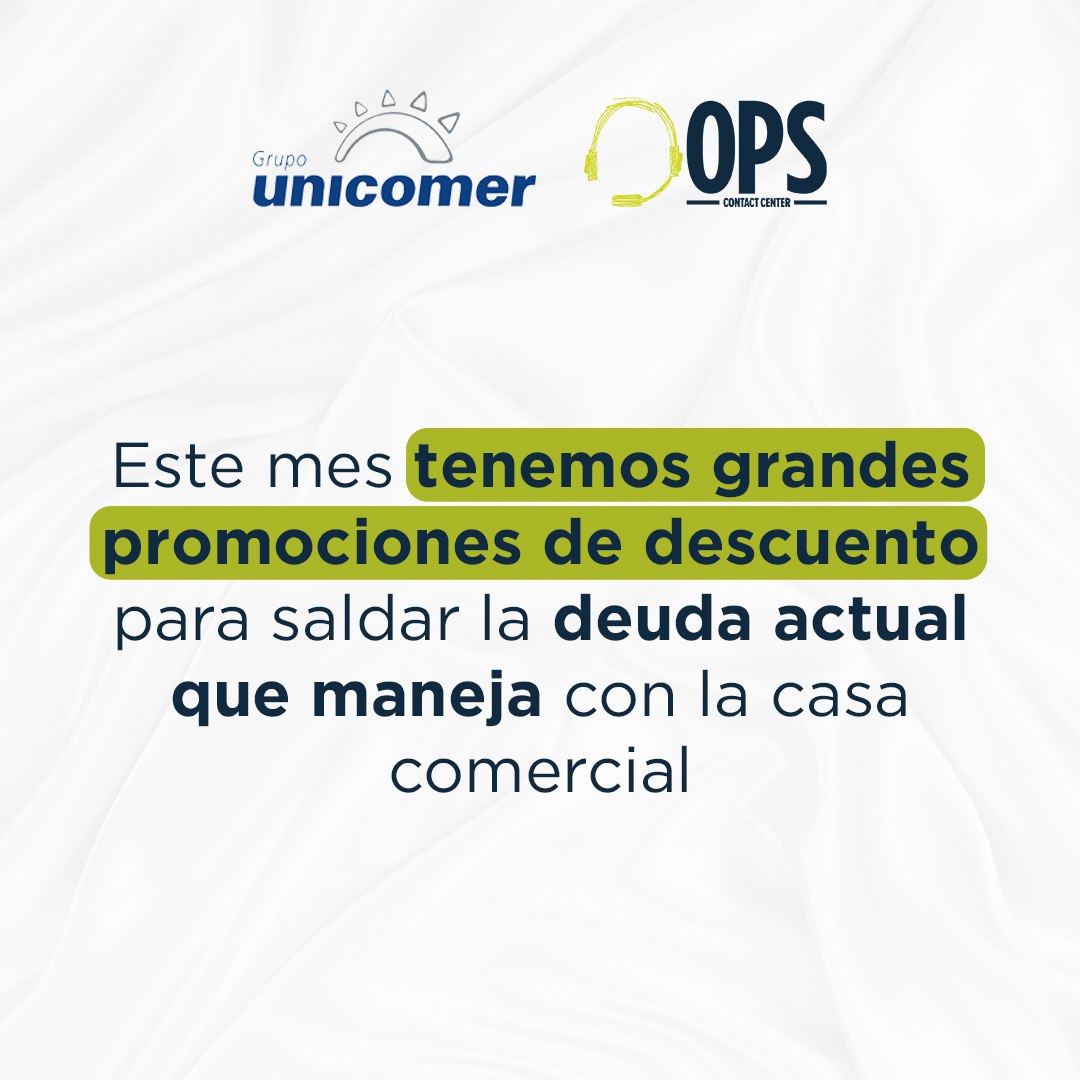 Grupo
unicomer
OPS
CONTACT CENTER
Este mes tenemos grandes
promociones de descuento
para saldar la deuda actual
que maneja con la casa
comercial